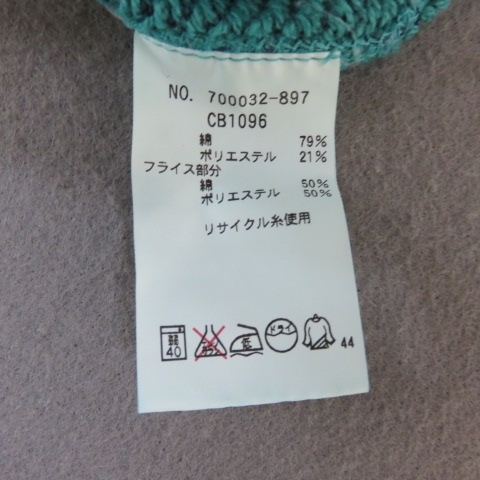 NO. 700032-897
CB1096
綿 79%
ポリエステル 21%
フライス部分
綿 50%
ポリエステル 50%
リサイクル糸使用
弱 40 低 ドライ 44